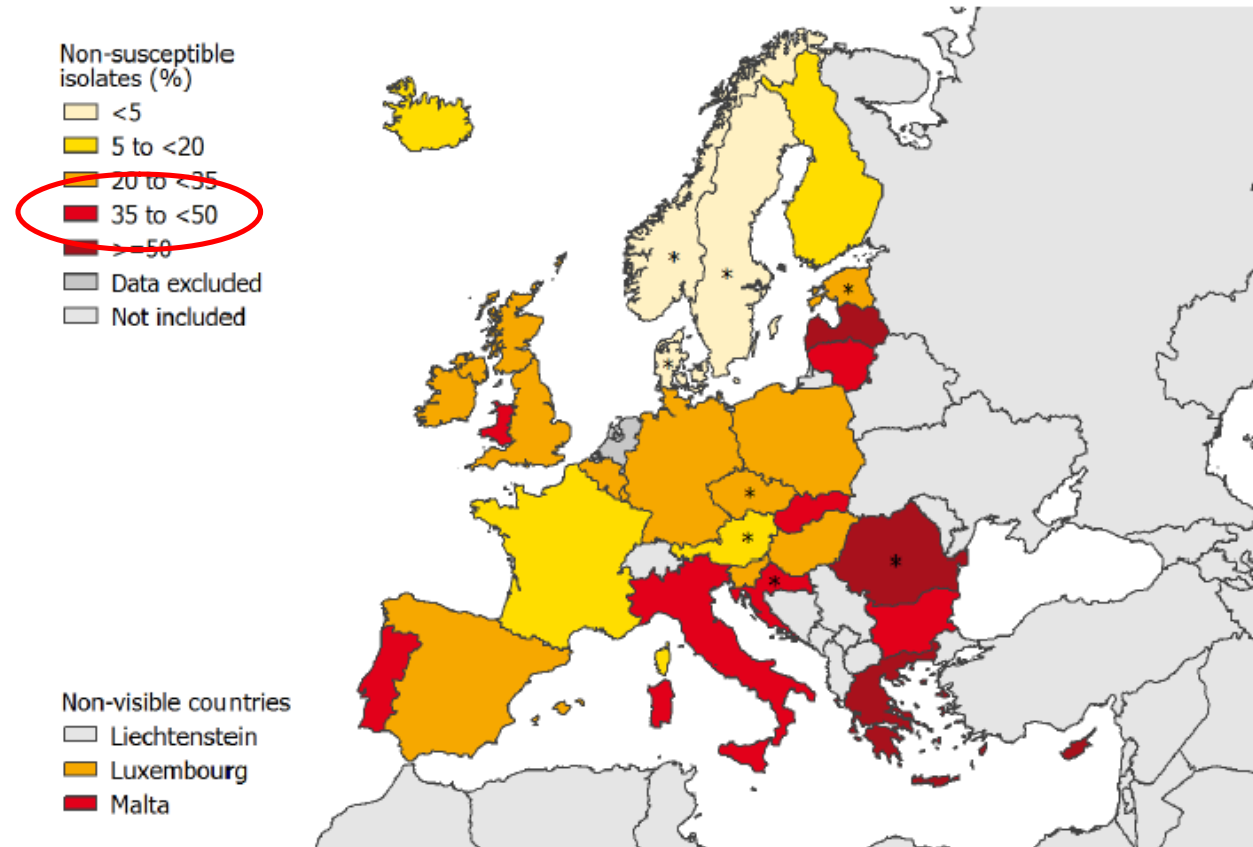 Non-susceptible
isolates (%)
<5
5 to <20
20 to <35
35 to <50
>=50
Data excluded
Not included
*
*
*
*
*
*
*
*
Non-visible countries
Liechtenstein
Luxembourg
Malta